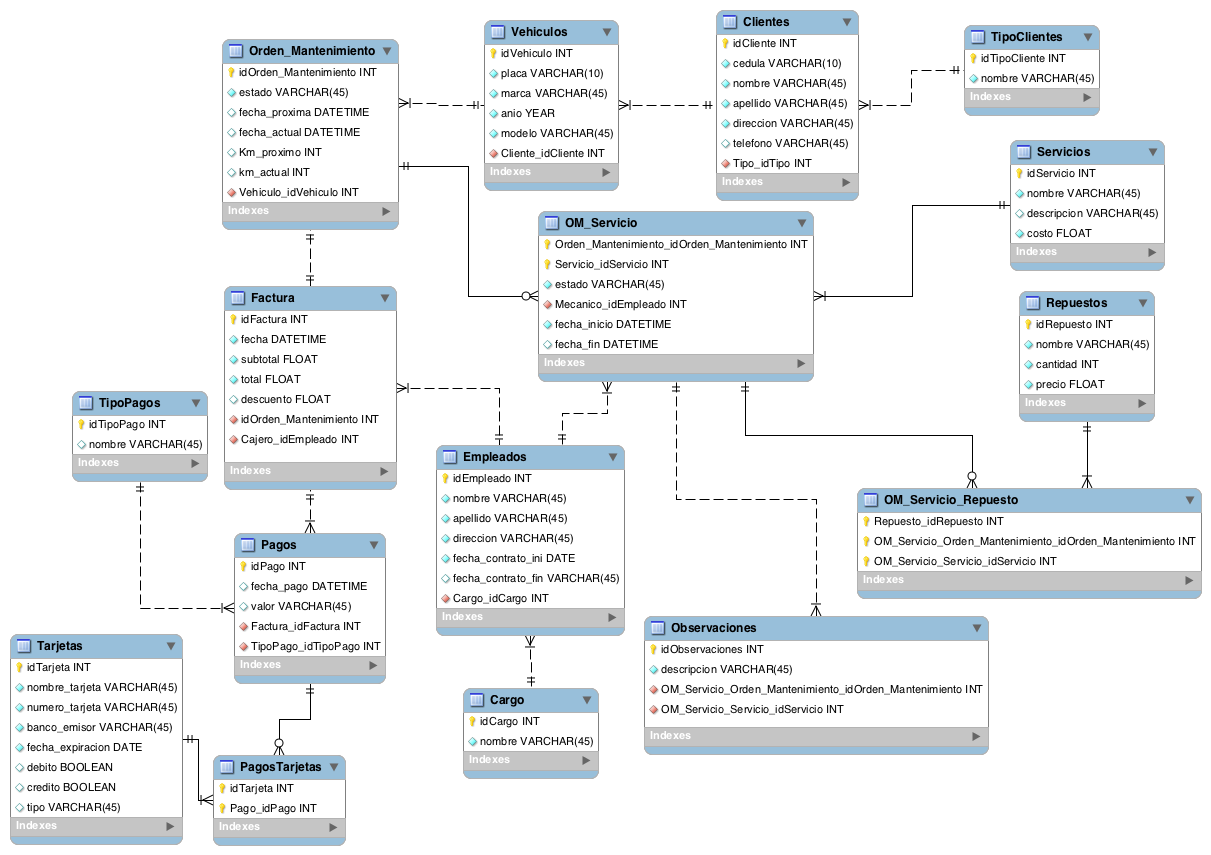 Orden_Mantenimiento
idOrden_Mantenimiento INT
estado VARCHAR(45)
fecha_proxima DATETIME
fecha_actual DATETIME
Km_proximo INT
km_actual INT
Vehiculo_idVehiculo INT
Indexes
Vehiculos
idVehiculo INT
placa VARCHAR(10)
marca VARCHAR(45)
anio YEAR
modelo VARCHAR(45)
Cliente_idCliente INT
Indexes
Clientes
idCliente INT
cedula VARCHAR(10)
nombre VARCHAR(45)
apellido VARCHAR(45)
direccion VARCHAR(45)
telefono VARCHAR(45)
Tipo_idTipo INT
Indexes
TipoClientes
idTipoCliente INT
nombre VARCHAR(45)
Indexes
Servicios
idServicio INT
nombre VARCHAR(45)
descripcion VARCHAR(45)
costo FLOAT
Indexes
OM_Servicio
Orden_Mantenimiento_idOrden_Mantenimiento INT
Servicio_idServicio INT
estado VARCHAR(45)
Mecanico_idEmpleado INT
fecha_inicio DATETIME
fecha_fin DATETIME
Indexes
Factura
idFactura INT
fecha DATETIME
subtotal FLOAT
total FLOAT
descuento FLOAT
idOrden_Mantenimiento INT
Cajero_idEmpleado INT
Indexes
Repuestos
idRepuesto INT
nombre VARCHAR(45)
cantidad INT
precio FLOAT
Indexes
TipoPagos
idTipoPago INT
nombre VARCHAR(45)
Indexes
Empleados
idEmpleado INT
nombre VARCHAR(45)
apellido VARCHAR(45)
direccion VARCHAR(45)
fecha_contrato_ini DATE
fecha_contrato_fin VARCHAR(45)
Cargo_idCargo INT
Indexes
OM_Servicio_Repuesto
Repuesto_idRepuesto INT
OM_Servicio_Orden_Mantenimiento_idOrden_Mantenimiento INT
OM_Servicio_Servicio_idServicio INT
Indexes
Pagos
idPago INT
fecha_pago DATETIME
valor VARCHAR(45)
Factura_idFactura INT
TipoPago_idTipoPago INT
Indexes
Observaciones
idObservaciones INT
descripcion VARCHAR(45)
OM_Servicio_Orden_Mantenimiento_idOrden_Mantenimiento INT
OM_Servicio_Servicio_idServicio INT
Indexes
Tarjetas
idTarjeta INT
nombre_tarjeta VARCHAR(45)
numero_tarjeta VARCHAR(45)
banco_emisor VARCHAR(45)
fecha_expiracion DATE
debito BOOLEAN
credito BOOLEAN
tipo VARCHAR(45)
Indexes
Cargo
idCargo INT
nombre VARCHAR(45)
Indexes
PagosTarjetas
idTarjeta INT
Pago_idPago INT
Indexes